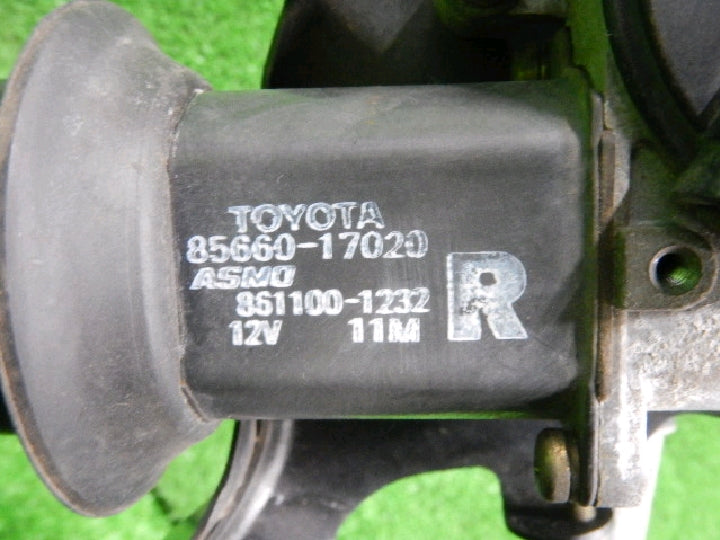 TOYOTA
85660-17020
ASMO
861100-1232
12V 11M
R